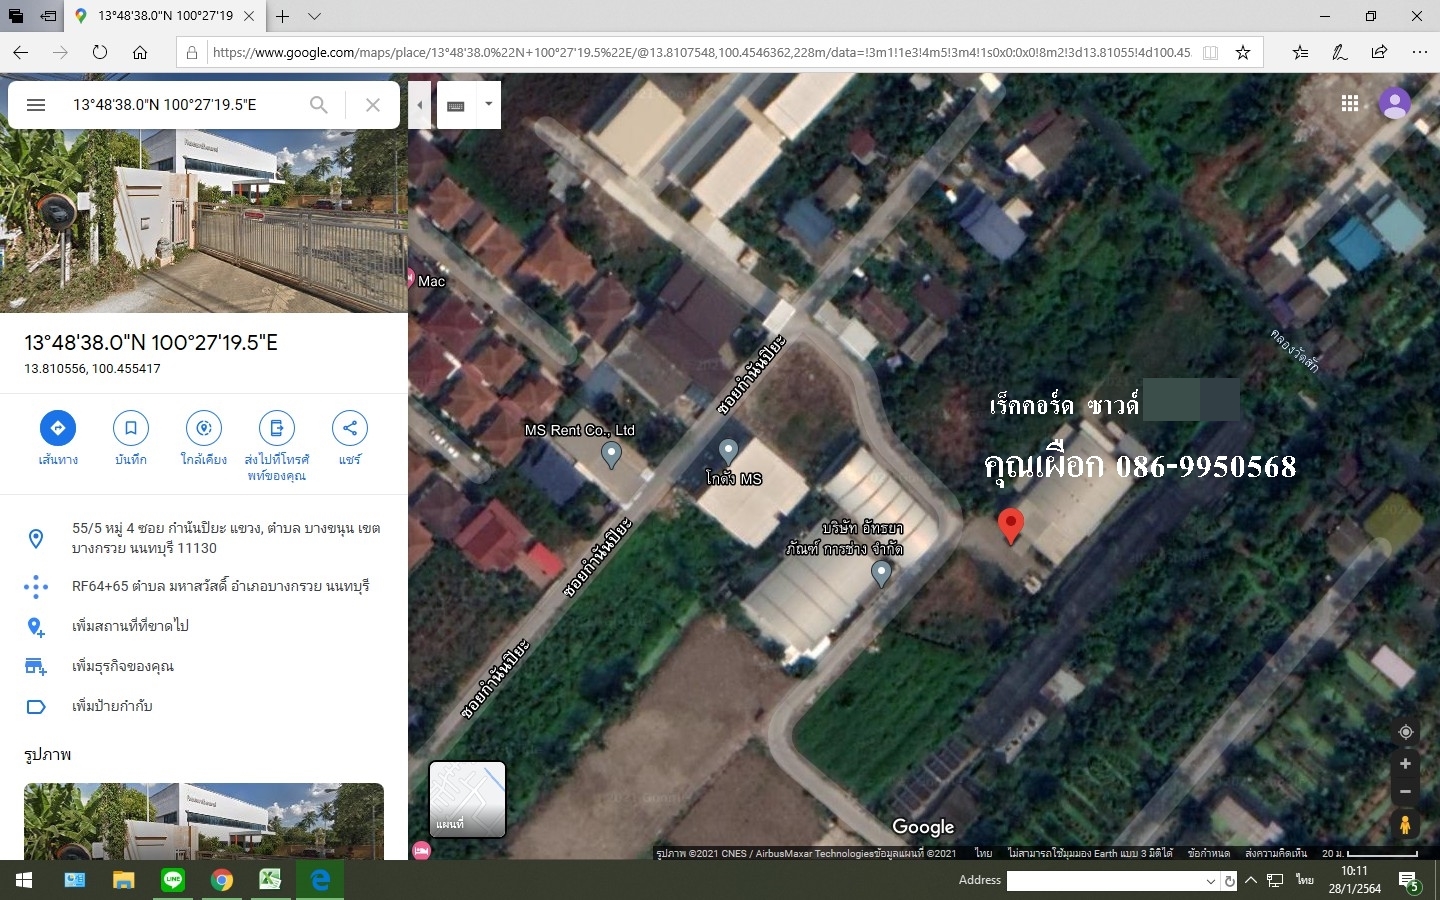 13°48'38.0"N 100°27'19
https://www.google.com/maps/place/13°48'38.0%22N+100°27'19.5%22E/@13.8107548,100.4546362,228m/data=!3m1!1e3!4m5!3m4!1s0x0:0x0!8m2!3d13.81055!4d100.45
13°48'38.0"N 100°27'19.5"E
13°48'38.0"N 100°27'19.5"E
13.810556, 100.455417
เส้นทาง
บันทึก
ใกล้เคียง
ส่งไปที่โทรศั
พท์ของคุณ
แชร์
55/5 หมู่ 4 ซอย กำนันปิยะ แขวง, ตำบล บางขนุน เขต
บางกรวย นนทบุรี 11130
RF64+65 ตำบล มหาสวัสดิ์ อำเภอบางกรวย นนทบุรี
เพิ่มสถานที่ที่ขาดไป
เพิ่มธุรกิจของคุณ
เพิ่มป้ายกำกับ
รูปภาพ
Mac
ซอยกำนันปิยะ
MS Rent Co., Ltd
โกดัง MS
บริษัท อัทธยา
ภัณฑ์ การช่าง จำกัด
ซอยกำนันปิยะ
ซอยกำนันปิยะ
คลองวัดสัก
เร็คคอร์ด ซาวด์
คุณเผือก 086-9950568
แผนที่
Google
รูปภาพ ©2021 CNES / AirbusMaxar Technologiesข้อมูลแผนที่ ©2021 ไทย ไม่สามารถใช้มุมมอง Earth แบบ 3 มิติได้ ข้อกำหนด ส่งความคิดเห็น 20 ม.
Address
ไทย
10:11
28/1/2564
5